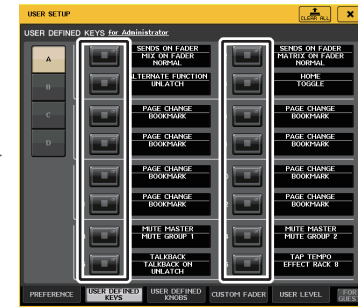 USER SETUP
CLEAR ALL
USER DEFINED KEYS for Administrator
A
B
C
D
SENDS ON FADER
MIX ON FADER
NORMAL
LTERNATE FUNCTION
UNLATCH
PAGE CHANGE
BOOKMARK
PAGE CHANGE
BOOKMARK
PAGE CHANGE
BOOKMARK
PAGE CHANGE
BOOKMARK
MUTE MASTER
MUTE GROUP 1
TALKBACK
TALKBACK ON
UNLATCH
SENDS ON FADER
MATRIX ON FADER
NORMAL
HOME
TOGGLE
PAGE CHANGE
BOOKMARK
PAGE CHANGE
BOOKMARK
PAGE CHANGE
BOOKMARK
PAGE CHANGE
BOOKMARK
MUTE MASTER
MUTE GROUP 2
TAP TEMPO
EFFECT RACK 8
PREFERENCE
USER DEFINED
KEYS
USER DEFINED
KNOBS
CUSTOM FADER
USER LEVEL
FOR
GUES